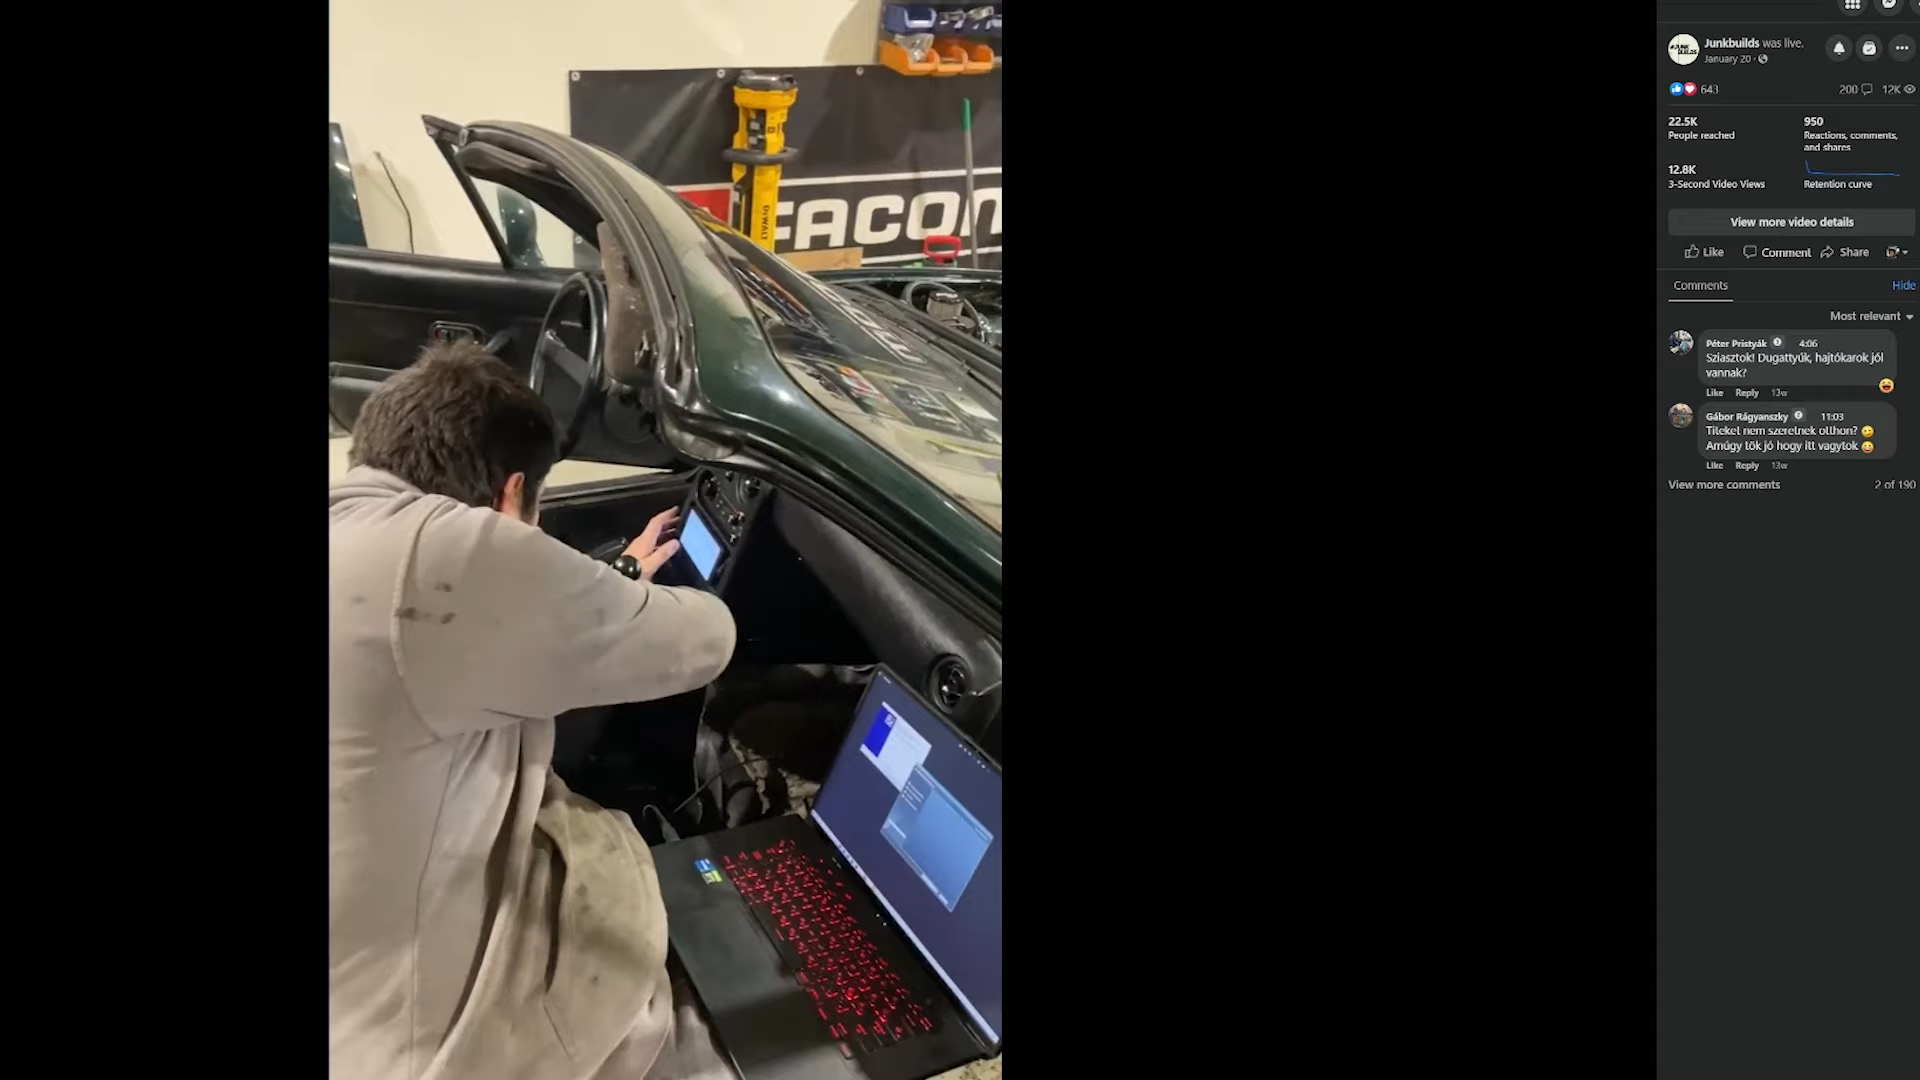 FACOM
DEWALT
Junkbuilds was live.
January 20
643
200
12K
22.5K
People reached
950
Reactions, comments,
and shares
12.8K
3-Second Video Views
Retention curve
View more video details
Like
Comment
Share
Comments
Hide
Most relevant
Péter Pristyák 4:06
Sziasztok! Dugattyúk, hajtókarok jól
vannak?
Like Reply 13w
Gábor Rágyanszky 11:03
Titeket nem szeretnek otthon?
Amúgy tök jó hogy itt vagytok
Like Reply 13w
View more comments
2 of 190